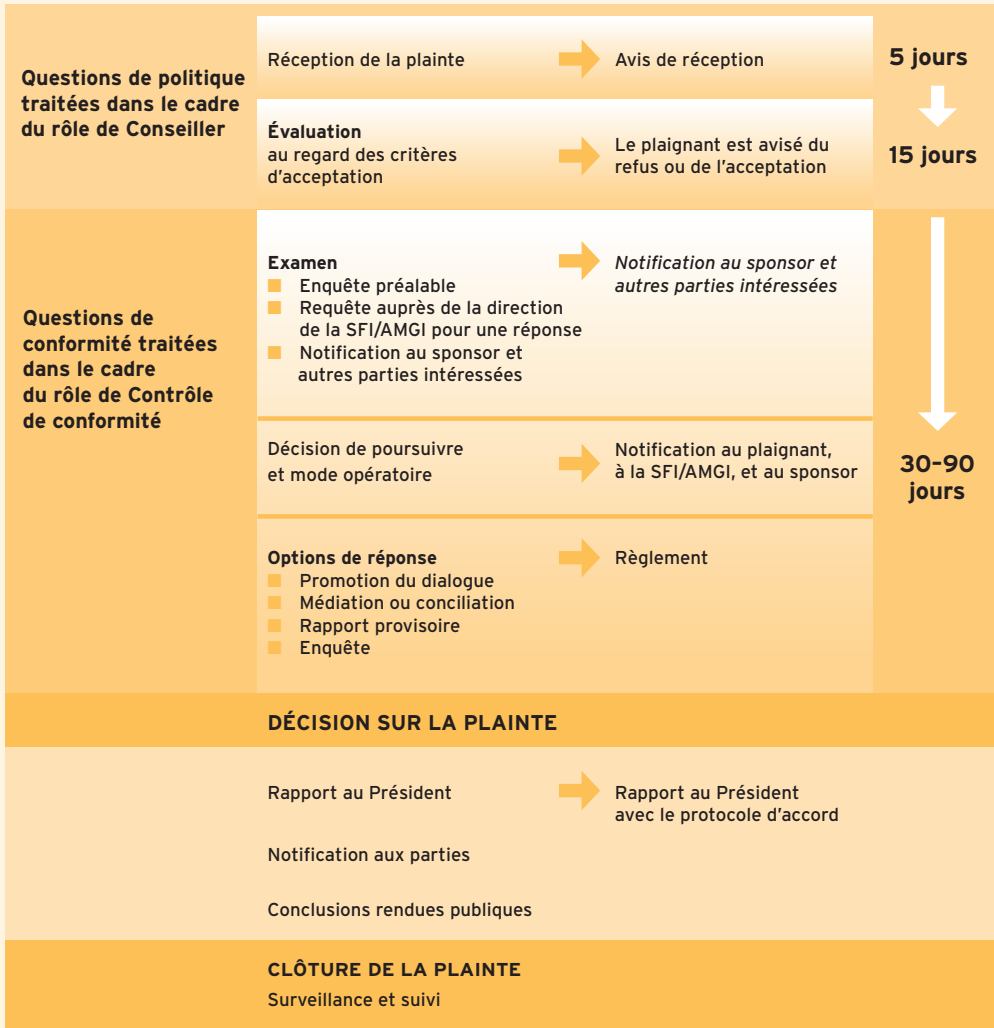 Questions de politique
traitées dans le cadre
du rôle de Conseiller
Réception de la plainte
Avis de réception
5 jours
Évaluation
au regard des critères
d'acceptation
Le plaignant est avisé du
refus ou de l'acceptation
15 jours
Questions de
conformité traitées
dans le cadre
du rôle de Contrôle
de conformité
Examen
Enquête préalable
Requête auprès de la direction
de la SFI/AMGI pour une réponse
Notification au sponsor et
autres parties intéressées
Notification au sponsor et
autres parties intéressées
Décision de poursuivre
et mode opératoire
Notification au plaignant,
à la SFI/AMGI, et au sponsor
30–90
jours
Options de réponse
Promotion du dialogue
Médiation ou conciliation
Rapport provisoire
Enquête
Règlement
DÉCISION SUR LA PLAINTE
Rapport au Président
Rapport au Président
avec le protocole d'accord
Notification aux parties
Conclusions rendues publiques
CLÔTURE DE LA PLAINTE
Surveillance et suivi